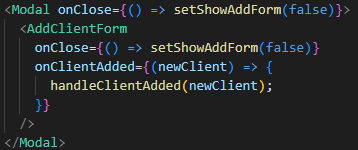 <Modal onClose={() => setShowAddForm(false)}>
  <AddClientForm
    onClose={() => setShowAddForm(false)}
    onClientAdded={(newClient) => {
      handleClientAdded(newClient);
    }}
  />
</Modal>